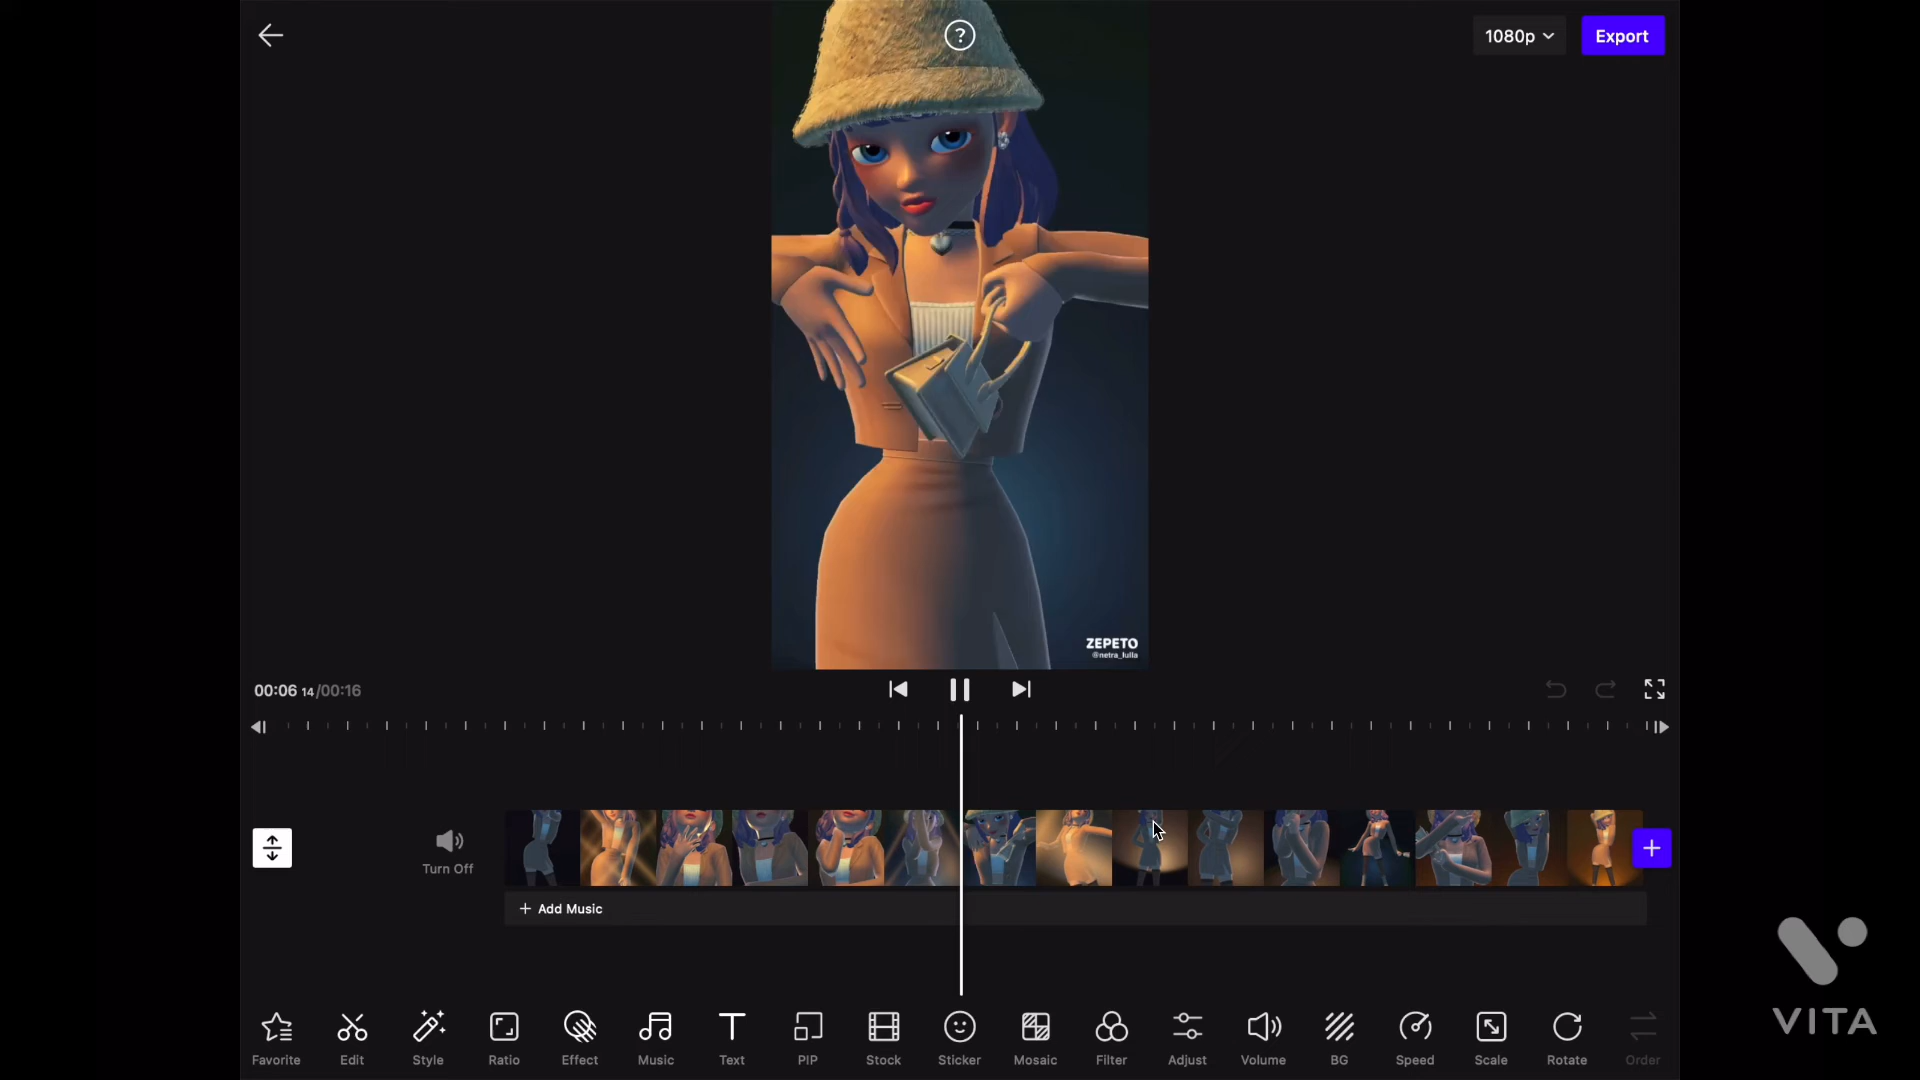 ?
1080p
Export
ZEPETO
@netra_lulla
00:06 14/00:16
Turn Off
+ Add Music
VITA
Favorite
Edit
Style
Ratio
Effect
Music
Text
PIP
Stock
Sticker
Mosaic
Filter
Adjust
Volume
BG
Speed
Scale
Rotate
Order